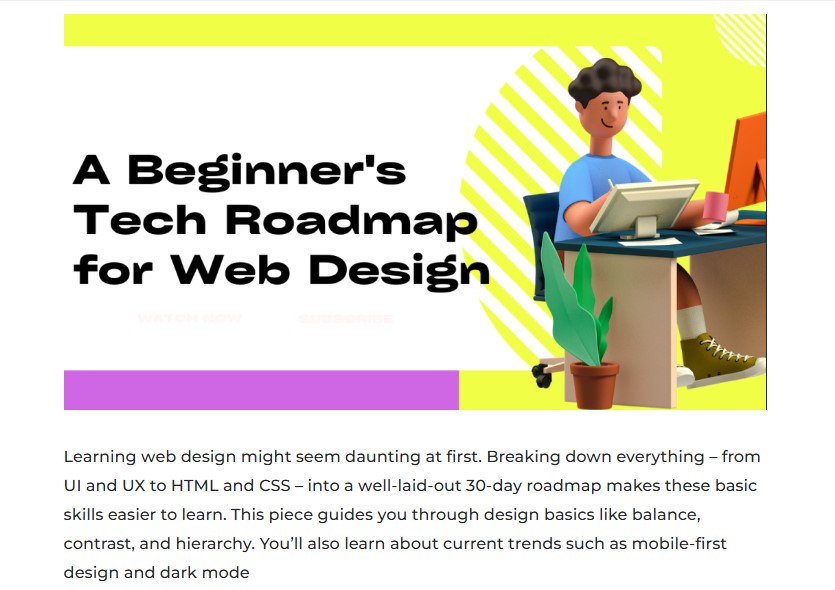 A Beginner's
Tech Roadmap
for Web Design
WATCH NOW SUBSCRIBE
Learning web design might seem daunting at first. Breaking down everything – from
UI and UX to HTML and CSS – into a well-laid-out 30-day roadmap makes these basic
skills easier to learn. This piece guides you through design basics like balance,
contrast, and hierarchy. You’ll also learn about current trends such as mobile-first
design and dark mode